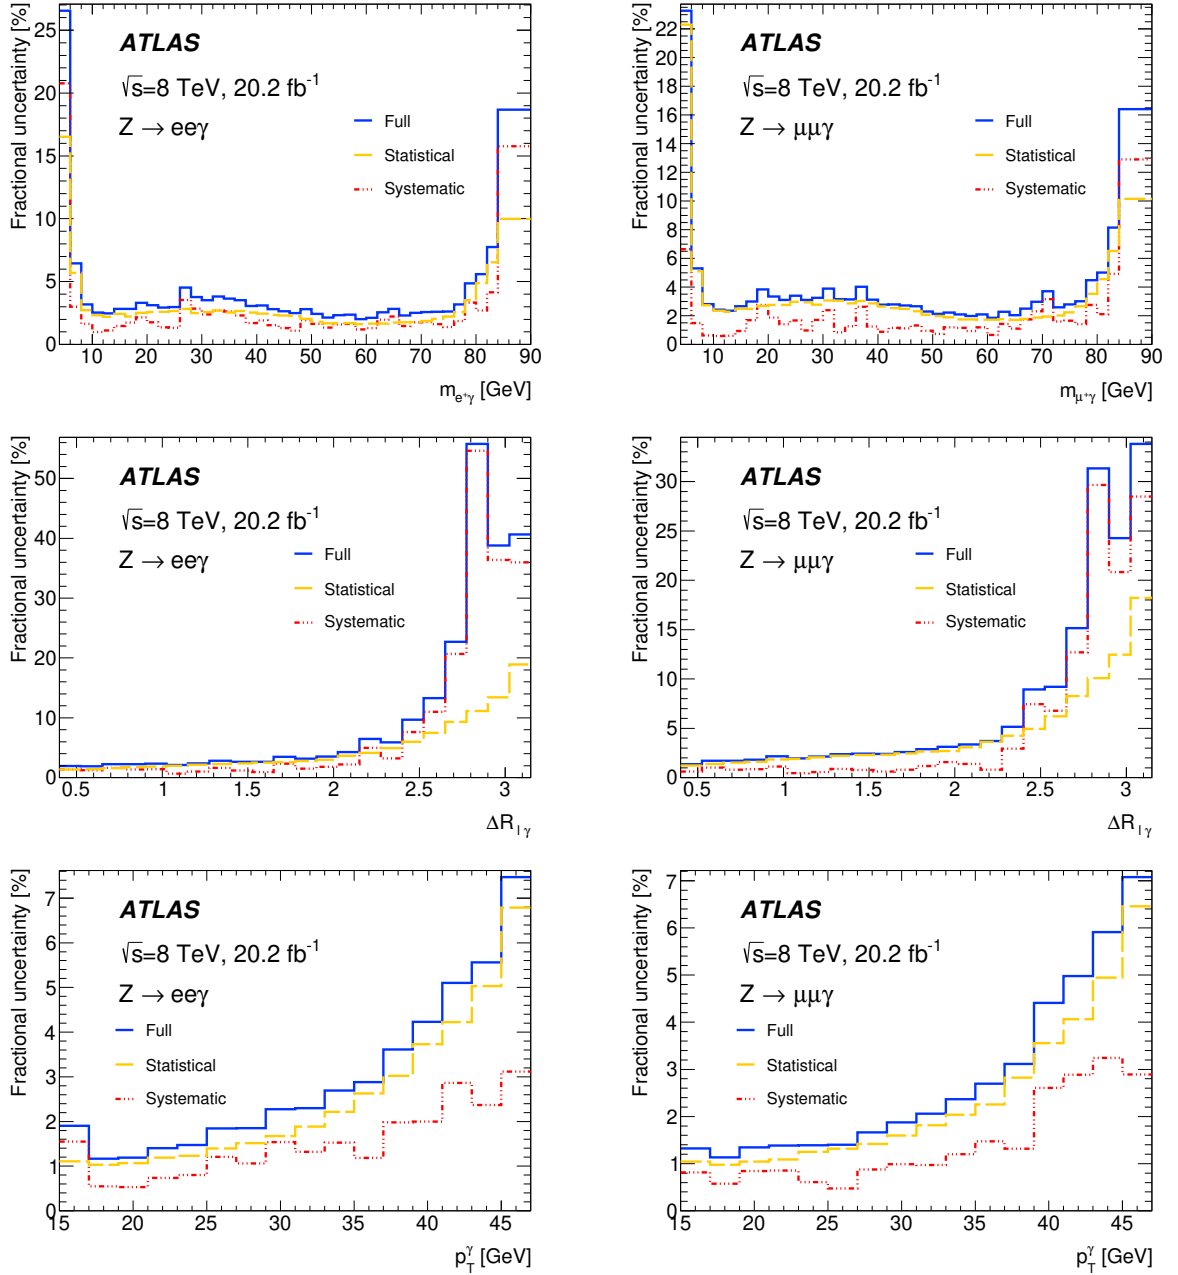 Fractional uncertainty [%]
25
20
15
10
5
0
ATLAS
√s=8 TeV, 20.2 fb⁻¹
Z → eeγ
Full
Statistical
Systematic
10 20 30 40 50 60 70 80 90
m_{e⁺γ} [GeV]
Fractional uncertainty [%]
22
20
18
16
14
12
10
8
6
4
2
0
ATLAS
√s=8 TeV, 20.2 fb⁻¹
Z → μμγ
Full
Statistical
Systematic
10 20 30 40 50 60 70 80 90
m_{μ⁺γ} [GeV]
Fractional uncertainty [%]
50
40
30
20
10
0
ATLAS
√s=8 TeV, 20.2 fb⁻¹
Z → eeγ
Full
Statistical
Systematic
0.5 1 1.5 2 2.5 3
ΔR_{lγ}
Fractional uncertainty [%]
30
25
20
15
10
5
0
ATLAS
√s=8 TeV, 20.2 fb⁻¹
Z → μμγ
Full
Statistical
Systematic
0.5 1 1.5 2 2.5 3
ΔR_{lγ}
Fractional uncertainty [%]
7
6
5
4
3
2
1
0
ATLAS
√s=8 TeV, 20.2 fb⁻¹
Z → eeγ
Full
Statistical
Systematic
15 20 25 30 35 40 45
p_T^γ [GeV]
Fractional uncertainty [%]
7
6
5
4
3
2
1
0
ATLAS
√s=8 TeV, 20.2 fb⁻¹
Z → μμγ
Full
Statistical
Systematic
15 20 25 30 35 40 45
p_T^γ [GeV]